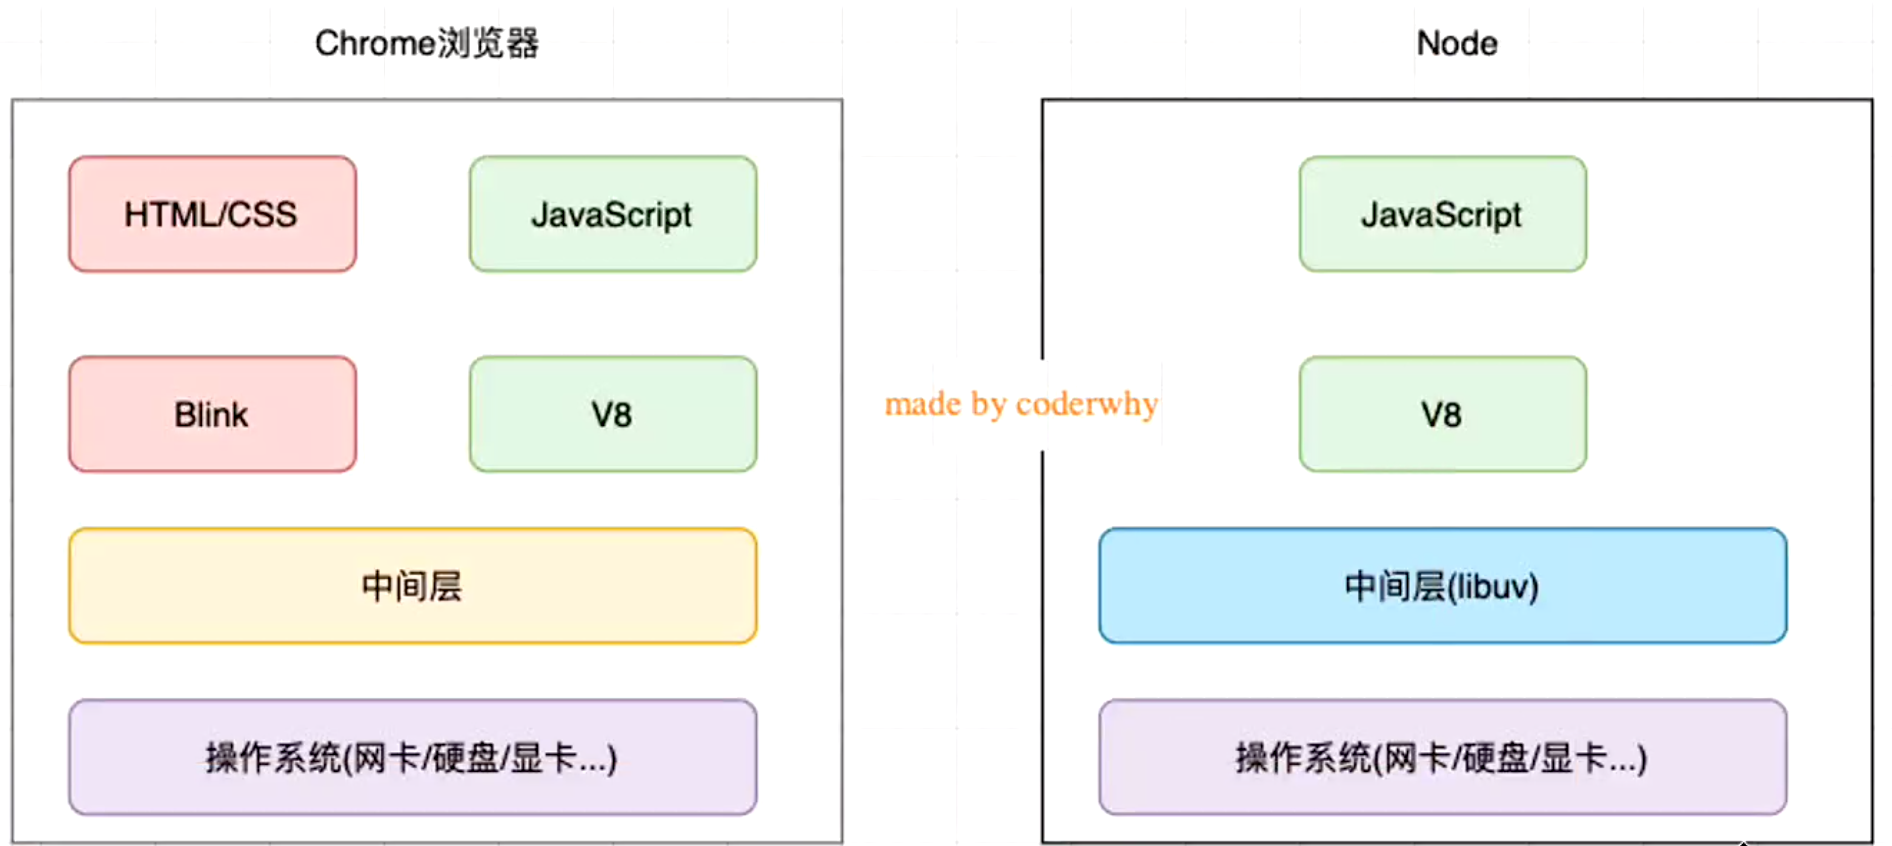 Chrome浏览器
HTML/CSS
JavaScript
Blink
V8
中间层
操作系统(网卡/硬盘/显卡...)
made by coderwhy
Node
JavaScript
V8
中间层(libuv)
操作系统(网卡/硬盘/显卡...)